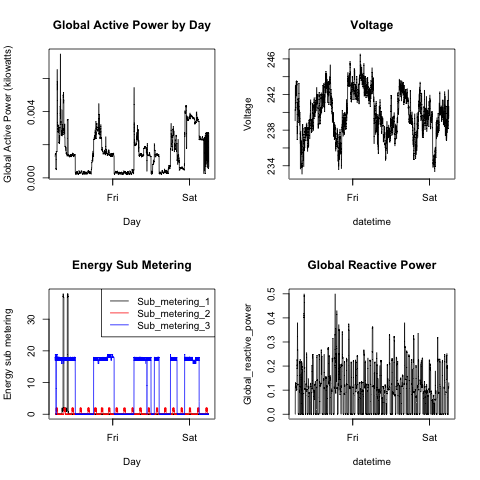 Global Active Power by Day
Global Active Power (kilowatts)
0.004
0.000
Fri
Sat
Day
Voltage
Voltage
246
242
238
234
Fri
Sat
datetime
Energy Sub Metering
Energy sub metering
30
20
10
0
Sub_metering_1
Sub_metering_2
Sub_metering_3
Fri
Sat
Day
Global Reactive Power
Global_reactive_power
0.5
0.4
0.3
0.2
0.1
0.0
Fri
Sat
datetime